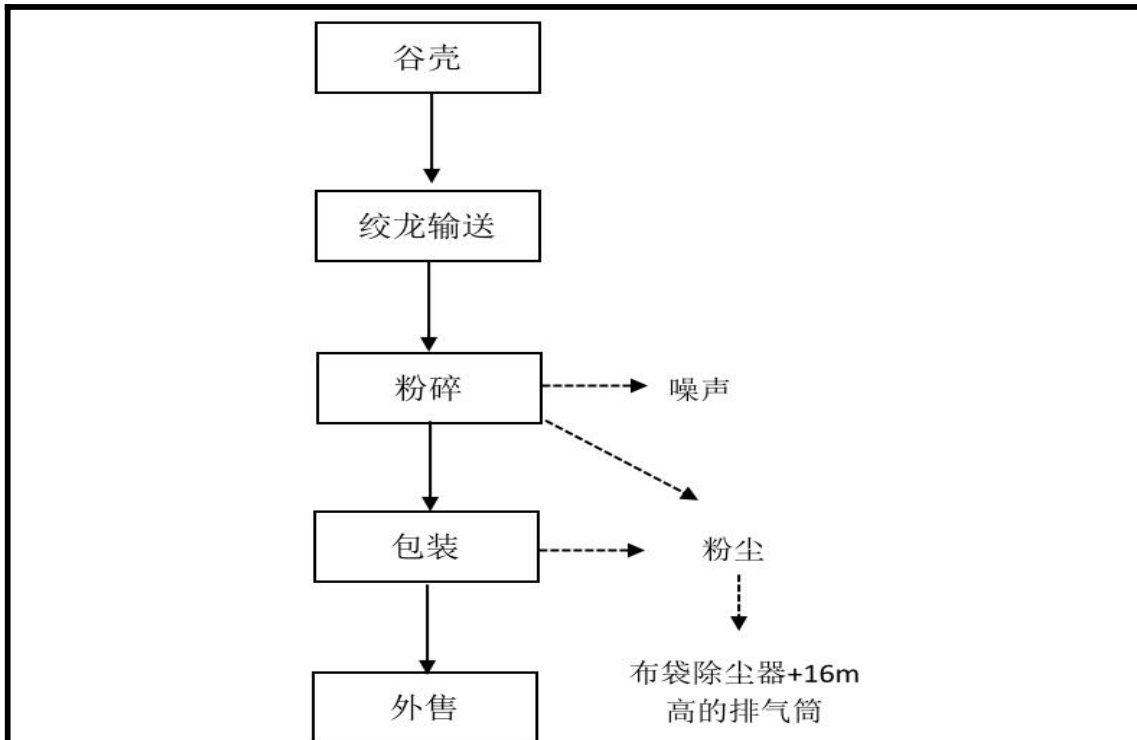 谷壳
绞龙输送
粉碎
噪声
包装
粉尘
布袋除尘器+16m
高的排气筒
外售